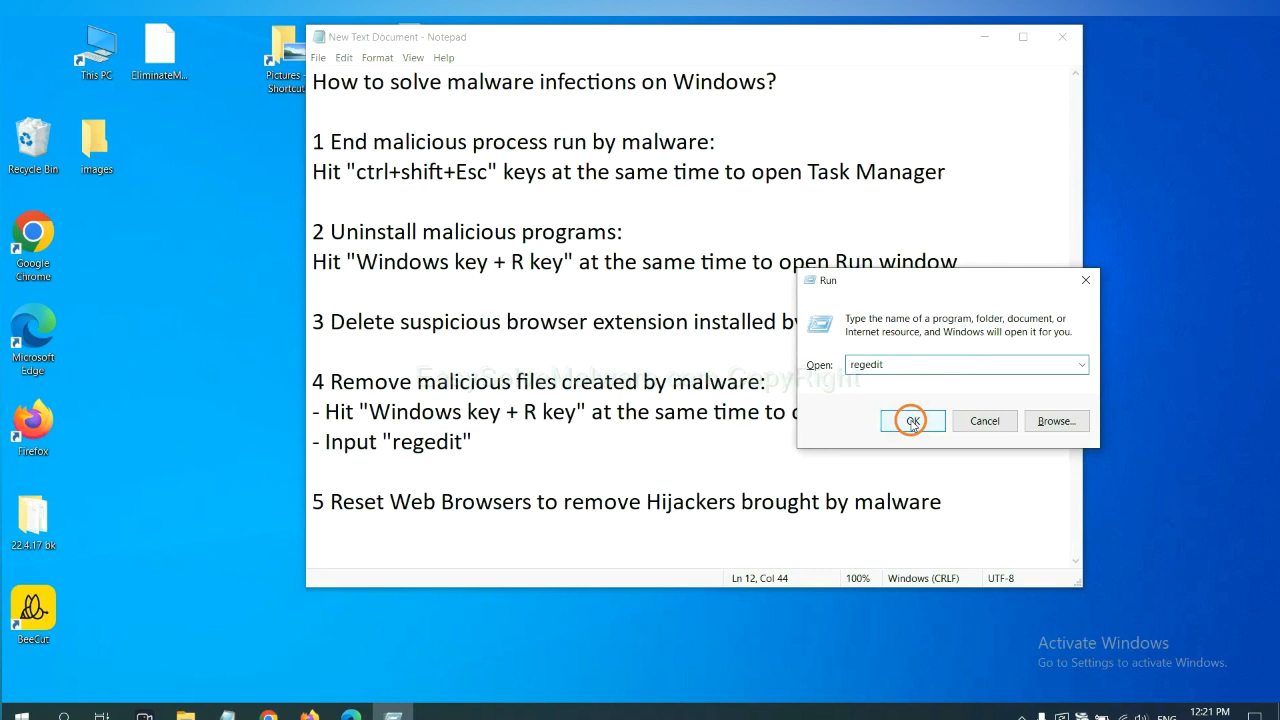 This PC
EliminateM...
Pictures -
Shortcut
Recycle Bin
images
Google
Chrome
Microsoft
Edge
Firefox
22.4.17 bk
BeeCut
New Text Document - Notepad
File Edit Format View Help
How to solve malware infections on Windows?
1 End malicious process run by malware:
Hit "ctrl+shift+Esc" keys at the same time to open Task Manager
2 Uninstall malicious programs:
Hit "Windows key + R key" at the same time to open Run window
3 Delete suspicious browser extension installed by
4 Remove malicious files created by malware:
- Hit "Windows key + R key" at the same time to
- Input "regedit"
5 Reset Web Browsers to remove Hijackers brought by malware
Ln 12, Col 44 100% Windows (CRLF) UTF-8
Run
Type the name of a program, folder, document, or
Internet resource, and Windows will open it for you.
Open: regedit
OK Cancel Browse...
Activate Windows
Go to Settings to activate Windows.
ENG
12:21 PM